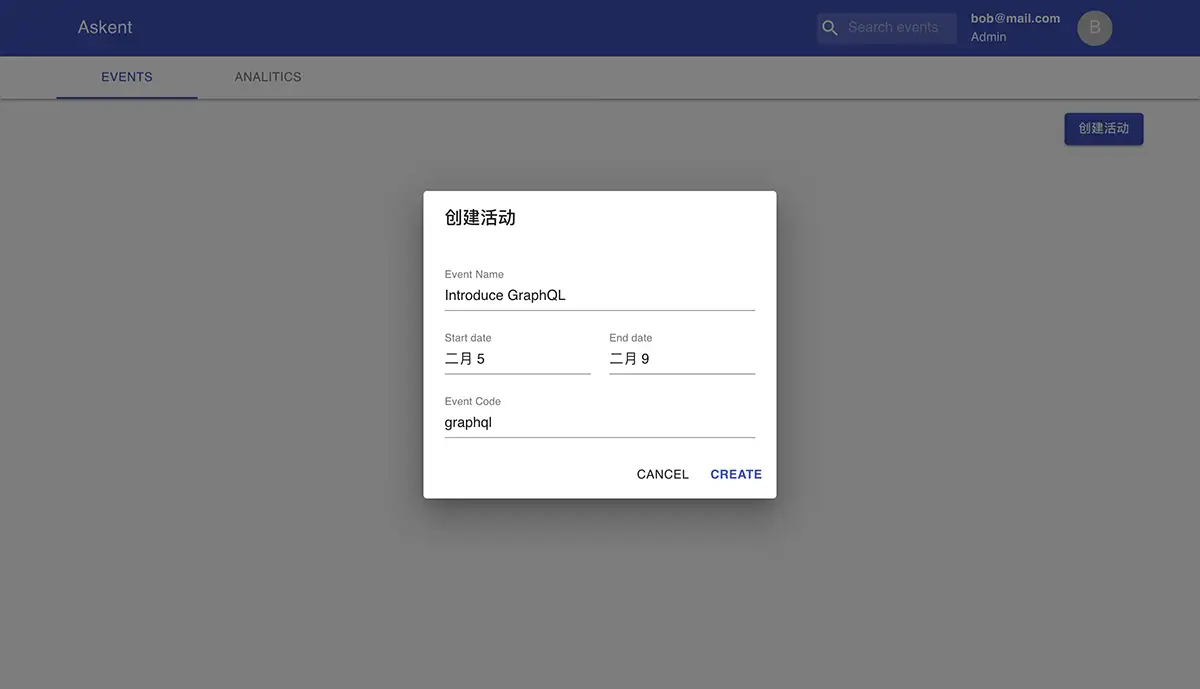 Askent
Search events
bob@mail.com
Admin
B
EVENTS
ANALITICS
创建活动
创建活动
Event Name
Introduce GraphQL
Start date
End date
二月 5
二月 9
Event Code
graphql
CANCEL
CREATE